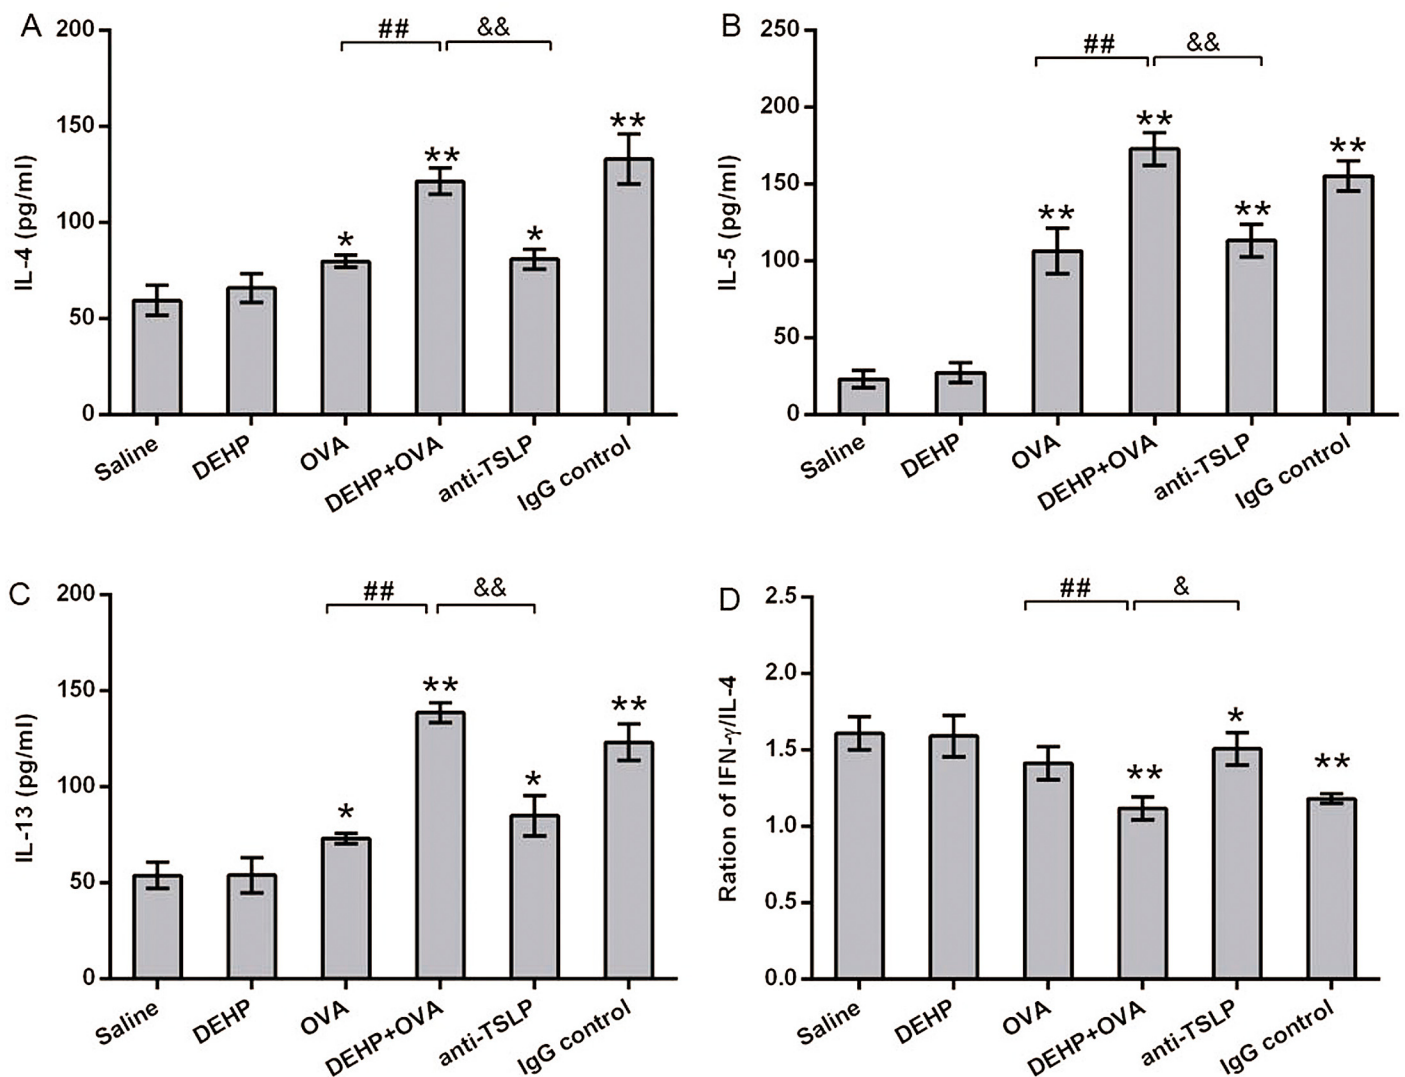 A
200
150
100
50
0
IL-4 (pg/ml)
##
&&
*
**
*
**
Saline
DEHP
OVA
DEHP+OVA
anti-TSLP
IgG control
B
250
200
150
100
50
0
IL-5 (pg/ml)
##
&&
**
**
**
**
Saline
DEHP
OVA
DEHP+OVA
anti-TSLP
IgG control
C
200
150
100
50
0
IL-13 (pg/ml)
##
&&
*
**
*
**
Saline
DEHP
OVA
DEHP+OVA
anti-TSLP
IgG control
D
2.5
2.0
1.5
1.0
0.5
0.0
Ration of IFN-γ/IL-4
##
&
**
*
**
Saline
DEHP
OVA
DEHP+OVA
anti-TSLP
IgG control